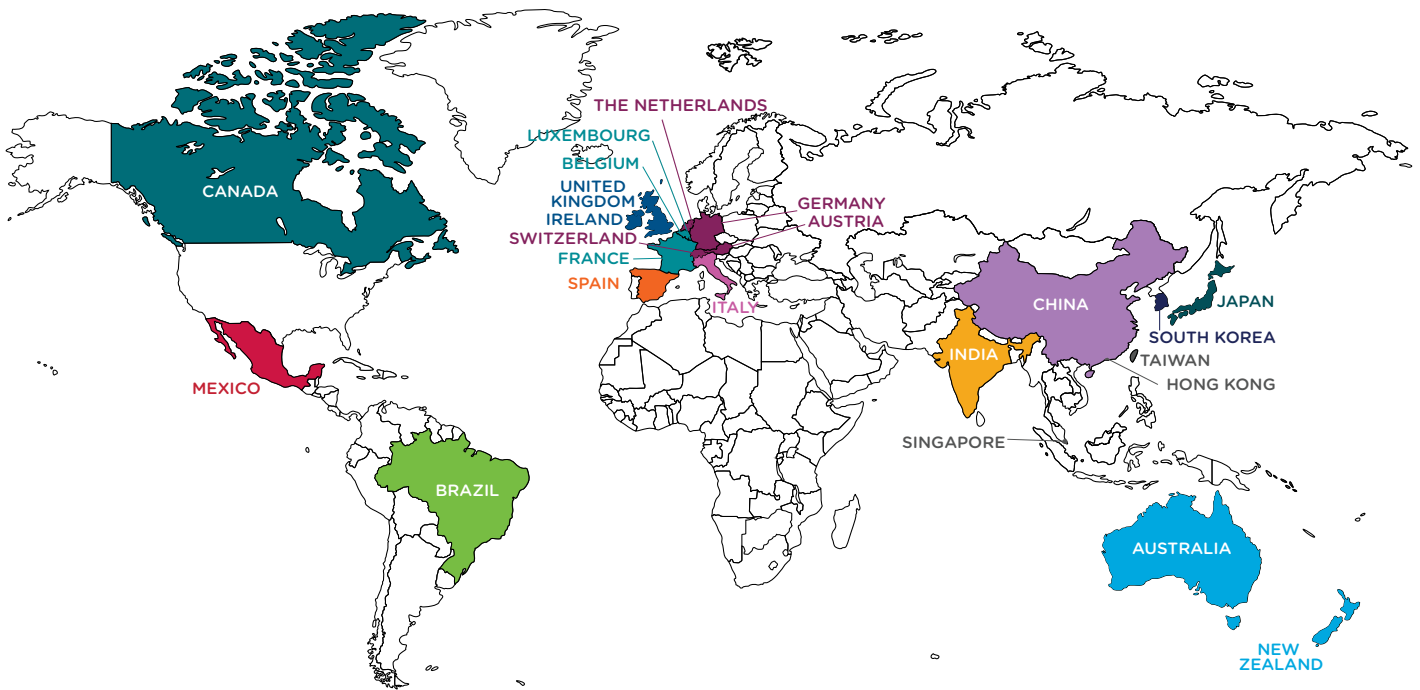 THE NETHERLANDS
LUXEMBOURG
BELGIUM
CANADA
UNITED
KINGDOM
IRELAND
GERMANY
AUSTRIA
SWITZERLAND
FRANCE
SPAIN
ITALY
CHINA
JAPAN
SOUTH KOREA
INDIA
TAIWAN
HONG KONG
MEXICO
SINGAPORE
BRAZIL
AUSTRALIA
NEW
ZEALAND